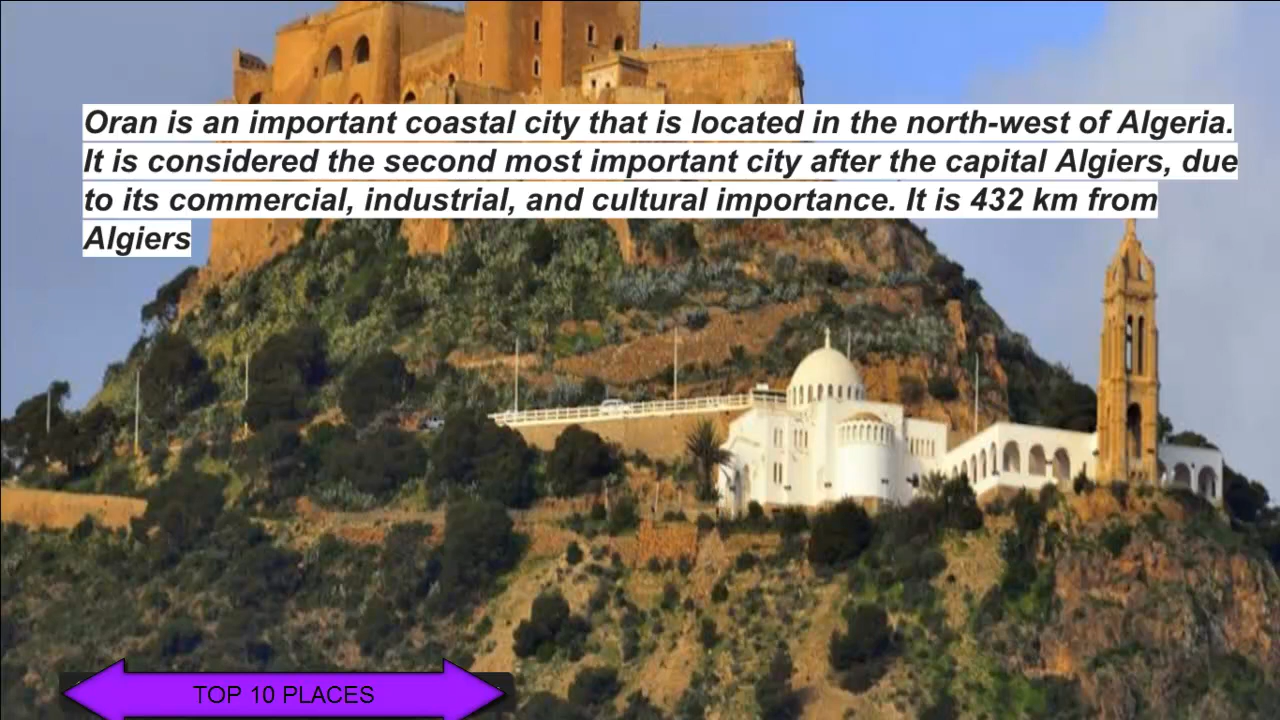 Oran is an important coastal city that is located in the north-west of Algeria.
It is considered the second most important city after the capital Algiers, due
to its commercial, industrial, and cultural importance. It is 432 km from
Algiers
TOP 10 PLACES